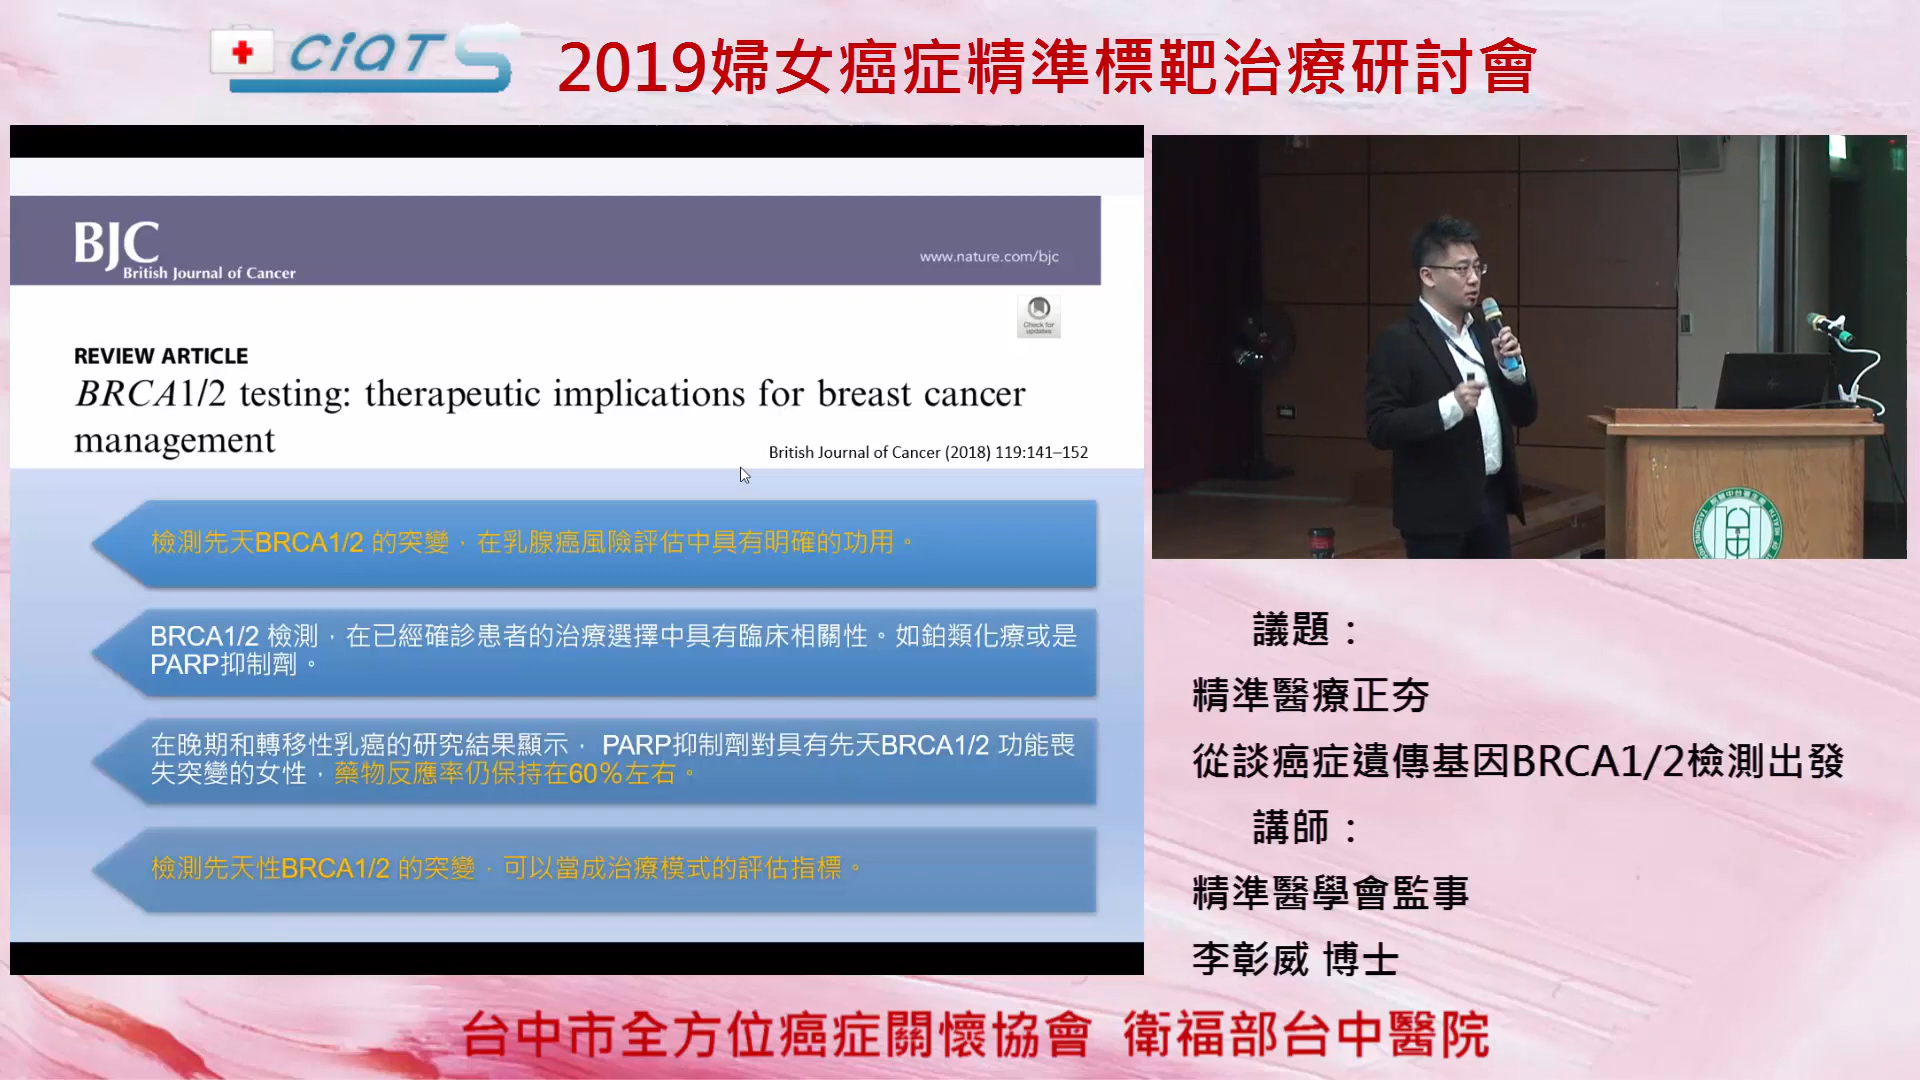 CiATS
2019婦女癌症精準標靶治療研討會
BJC
British Journal of Cancer
www.nature.com/bjc
Check for
updates
REVIEW ARTICLE
BRCA1/2 testing: therapeutic implications for breast cancer
management
British Journal of Cancer (2018) 119:141–152
檢測先天BRCA1/2 的突變，在乳腺癌風險評估中具有明確的功用。
BRCA1/2 檢測，在已經確診患者的治療選擇中具有臨床相關性。如鉑類化療或是
PARP抑制劑。
在晚期和轉移性乳癌的研究結果顯示， PARP抑制劑對具有先天BRCA1/2 功能喪
失突變的女性，藥物反應率仍保持在60%左右。
檢測先天性BRCA1/2 的突變，可以當成治療模式的評估指標。
議題：
精準醫療正夯
從談癌症遺傳基因BRCA1/2檢測出發
講師：
精準醫學會監事
李彰威 博士
台中市全方位癌症關懷協會 衛福部台中醫院